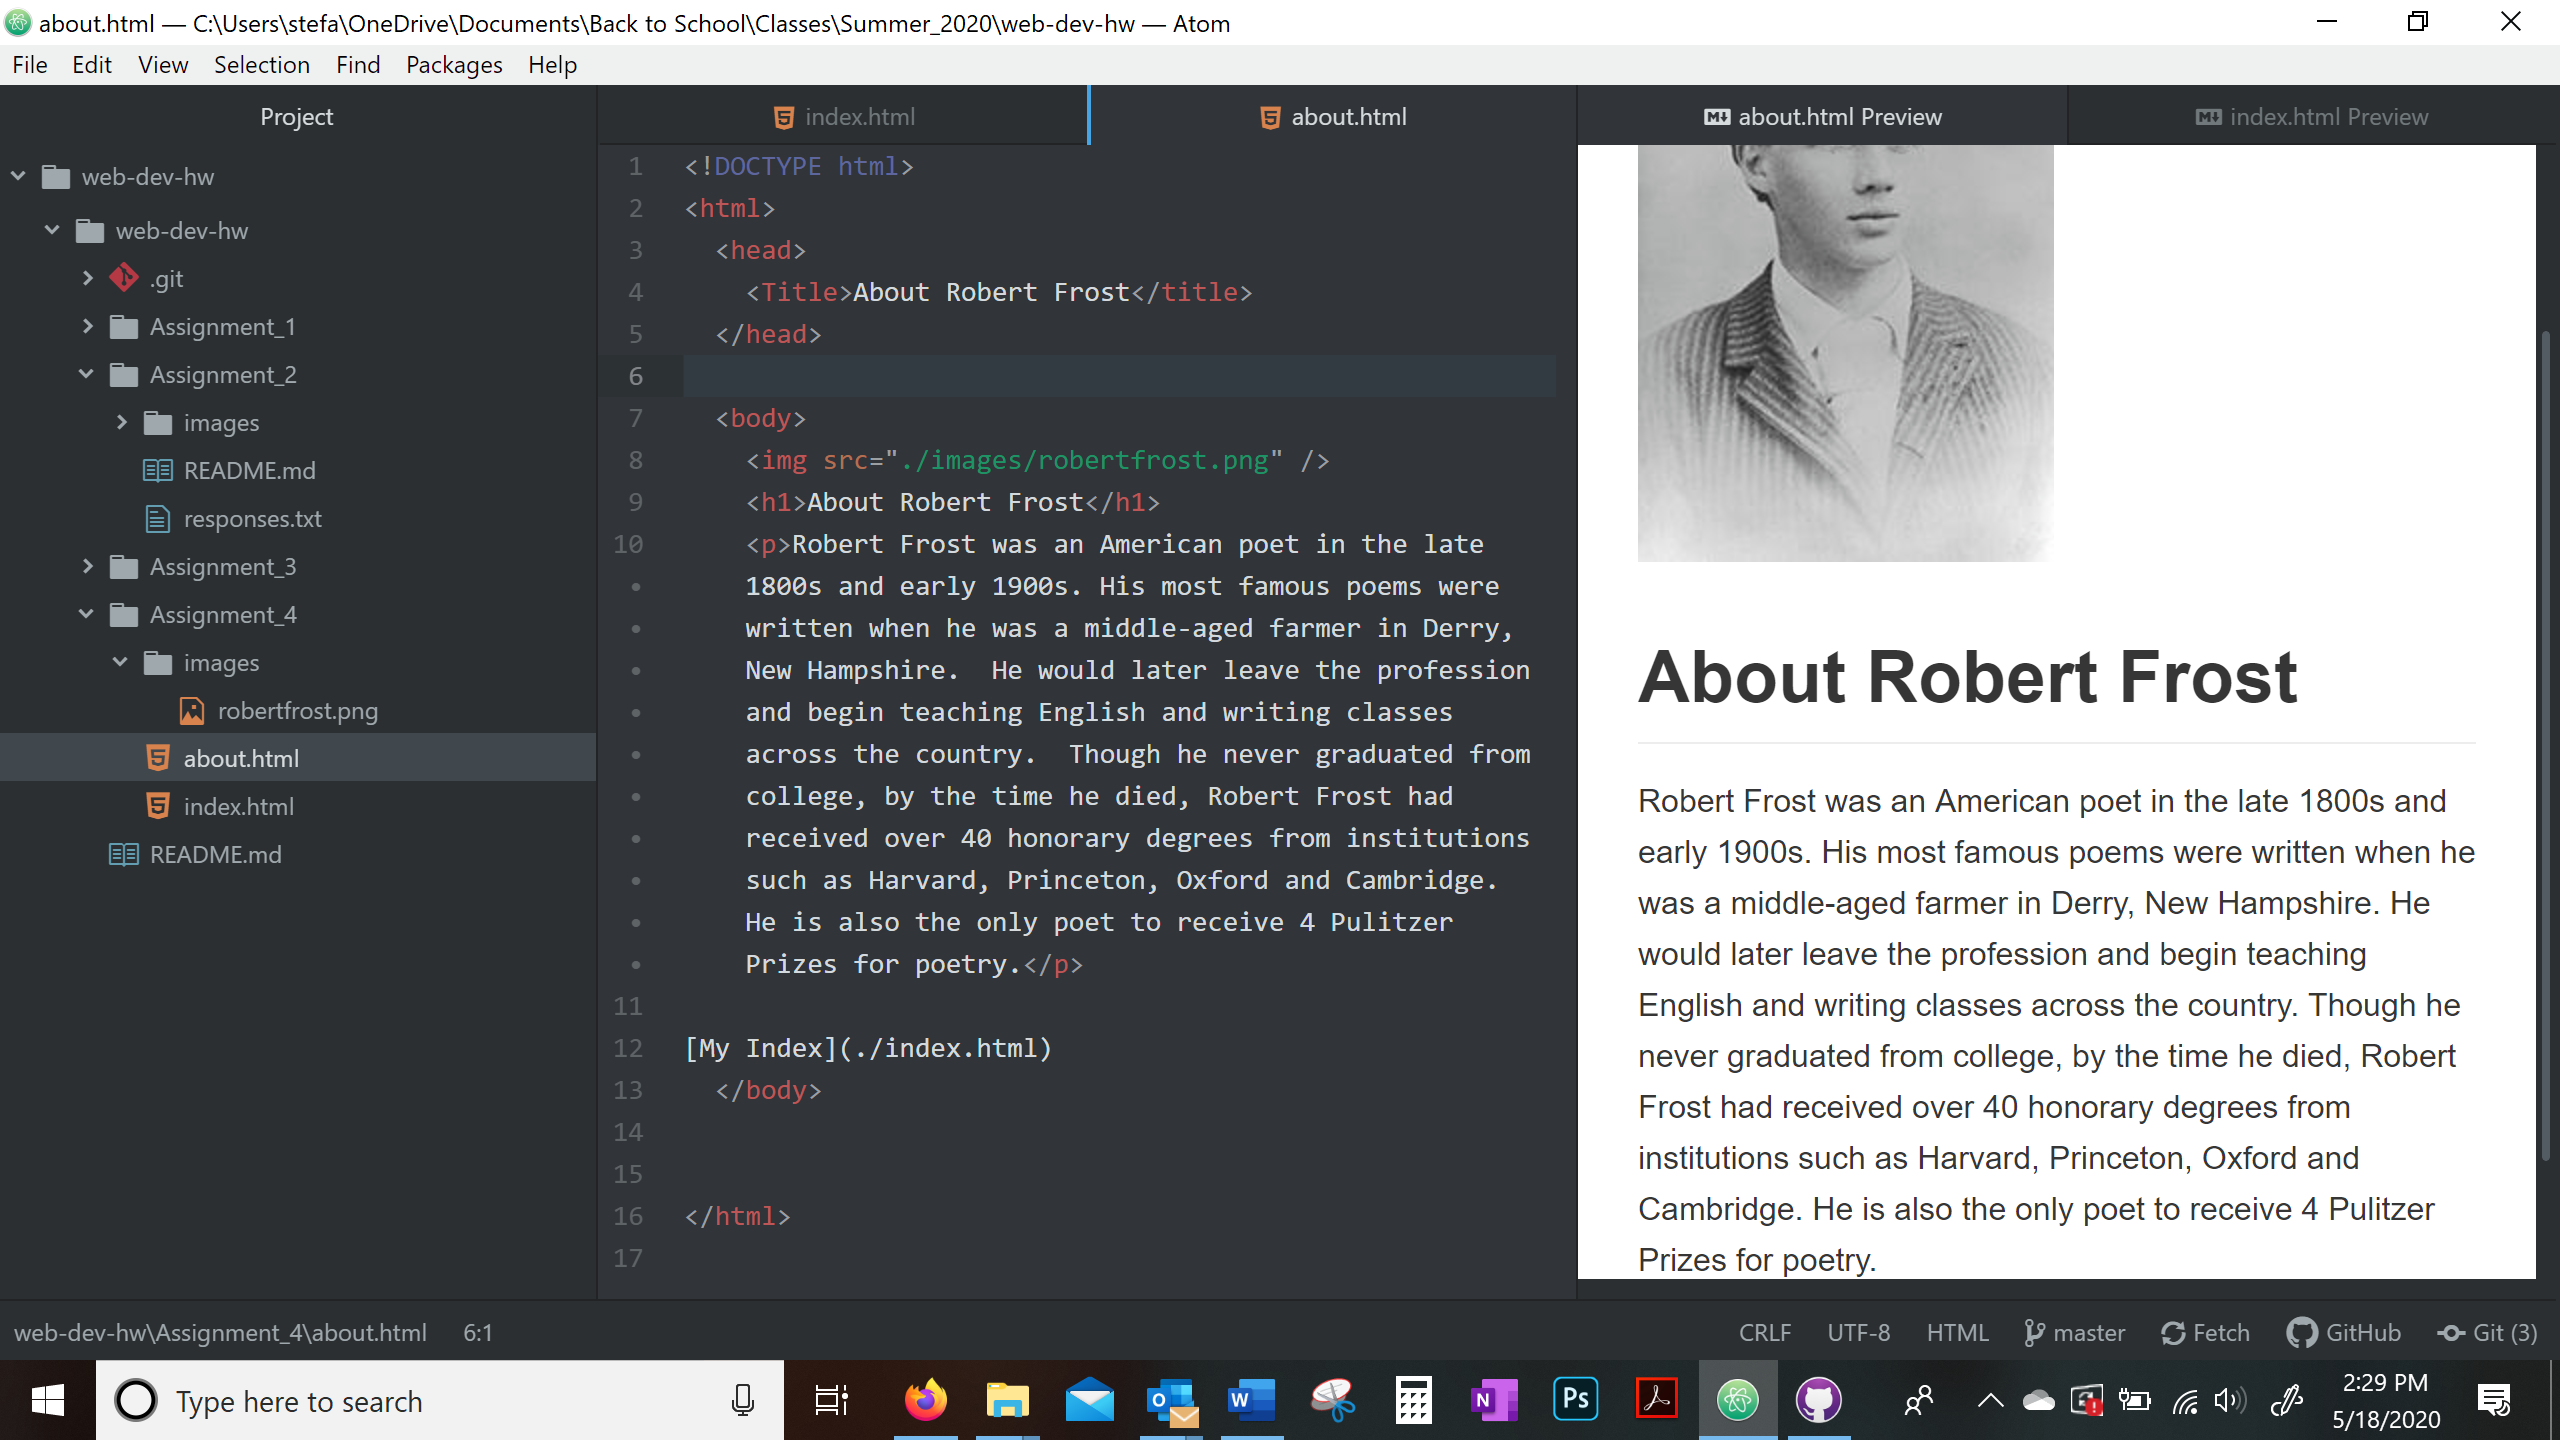 about.html — C:\Users\stefa\OneDrive\Documents\Back to School\Classes\Summer_2020\web-dev-hw — Atom
File Edit View Selection Find Packages Help
Project
web-dev-hw
web-dev-hw
.git
Assignment_1
Assignment_2
images
README.md
responses.txt
Assignment_3
Assignment_4
images
robertfrost.png
about.html
index.html
README.md
index.html
about.html
1 <!DOCTYPE html>
2 <html>
3 <head>
4 <Title>About Robert Frost</title>
5 </head>
6
7 <body>
8 <img src="./images/robertfrost.png" />
9 <h1>About Robert Frost</h1>
10 <p>Robert Frost was an American poet in the late
1800s and early 1900s. His most famous poems were
written when he was a middle-aged farmer in Derry,
New Hampshire.  He would later leave the profession
and begin teaching English and writing classes
across the country.  Though he never graduated from
college, by the time he died, Robert Frost had
received over 40 honorary degrees from institutions
such as Harvard, Princeton, Oxford and Cambridge.
He is also the only poet to receive 4 Pulitzer
Prizes for poetry.</p>
11
12 [My Index](./index.html)
13 </body>
14
15
16 </html>
17
about.html Preview
index.html Preview
About Robert Frost
Robert Frost was an American poet in the late 1800s and
early 1900s. His most famous poems were written when he
was a middle-aged farmer in Derry, New Hampshire. He
would later leave the profession and begin teaching
English and writing classes across the country. Though he
never graduated from college, by the time he died, Robert
Frost had received over 40 honorary degrees from
institutions such as Harvard, Princeton, Oxford and
Cambridge. He is also the only poet to receive 4 Pulitzer
Prizes for poetry.
web-dev-hw\Assignment_4\about.html 6:1
CRLF UTF-8 HTML master Fetch GitHub Git (3)
Type here to search
2:29 PM
5/18/2020